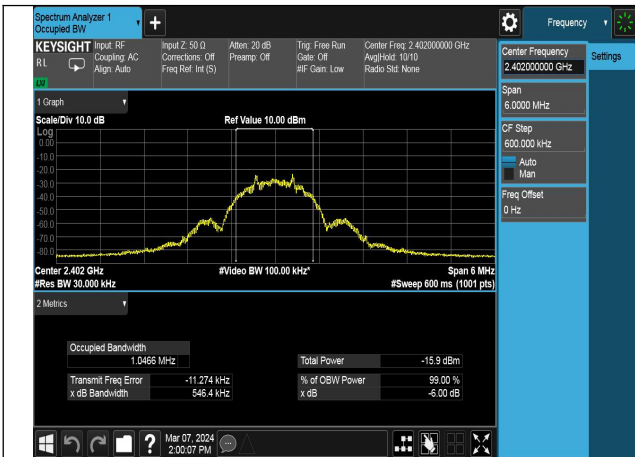 Spectrum Analyzer 1
Occupied BW
+
Frequency
KEYSIGHT
RL
LXI
Input: RF
Coupling: AC
Align: Auto
Input Z: 50 Ω
Corrections: Off
Freq Ref: Int (S)
Atten: 20 dB
Preamp: Off
Trig: Free Run
Gate: Off
#IF Gain: Low
Center Freq: 2.402000000 GHz
Avg|Hold: 10/10
Radio Std: None
Center Frequency
2.402000000 GHz
Settings
Span
6.0000 MHz
CF Step
600.000 kHz
Auto
Man
Freq Offset
0 Hz
1 Graph
Scale/Div 10.0 dB
Ref Value 10.00 dBm
Log
0.00
-10.0
-20.0
-30.0
-40.0
-50.0
-60.0
-70.0
-80.0
Center 2.402 GHz
#Video BW 100.00 kHz*
Span 6 MHz
#Res BW 30.000 kHz
#Sweep 600 ms (1001 pts)
2 Metrics
Occupied Bandwidth
1.0466 MHz
Total Power
-15.9 dBm
Transmit Freq Error
-11.274 kHz
% of OBW Power
99.00 %
x dB Bandwidth
546.4 kHz
x dB
-6.00 dB
?
Mar 07, 2024
2:00:07 PM